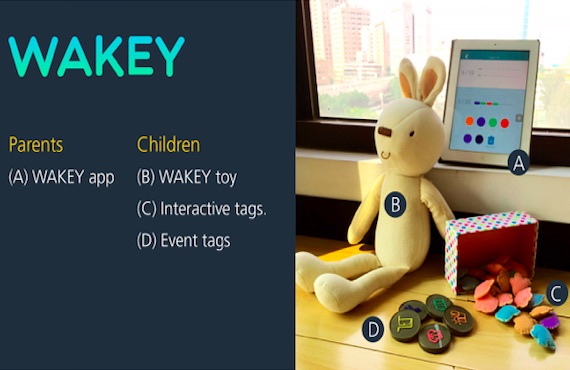 WAKEY
Parents
(A) WAKEY app
Children
(B) WAKEY toy
(C) Interactive tags.
(D) Event tags
A
B
C
D